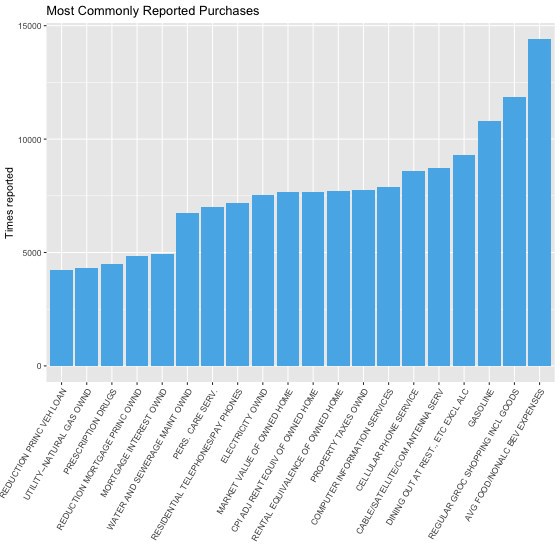 Most Commonly Reported Purchases
Times reported
15000
10000
5000
0
REDUCTION PRINC VEH LOAN
UTILITY--NATURAL GAS OWND
PRESCRIPTION DRUGS
REDUCTION MORTGAGE PRINC OWND
MORTGAGE INTEREST OWND
WATER AND SEWERAGE MAINT OWND
PERS. CARE SERV.
RESIDENTIAL TELEPHONES/PAY PHONES
ELECTRICITY OWND
MARKET VALUE OF OWNED HOME
CPI ADJ RENT EQUIV OF OWNED HOME
RENTAL EQUIVALENCE OF OWNED HOME
PROPERTY TAXES OWND
COMPUTER INFORMATION SERVICES
CELLULAR PHONE SERVICE
CABLE/SATELLITE/COM ANTENNA SERV
DINING OUT AT REST.. ETC EXCL ALC
GASOLINE
REGULAR GROC SHOPPING INCL GOODS
AVG FOOD/NONALC BEV EXPENSES